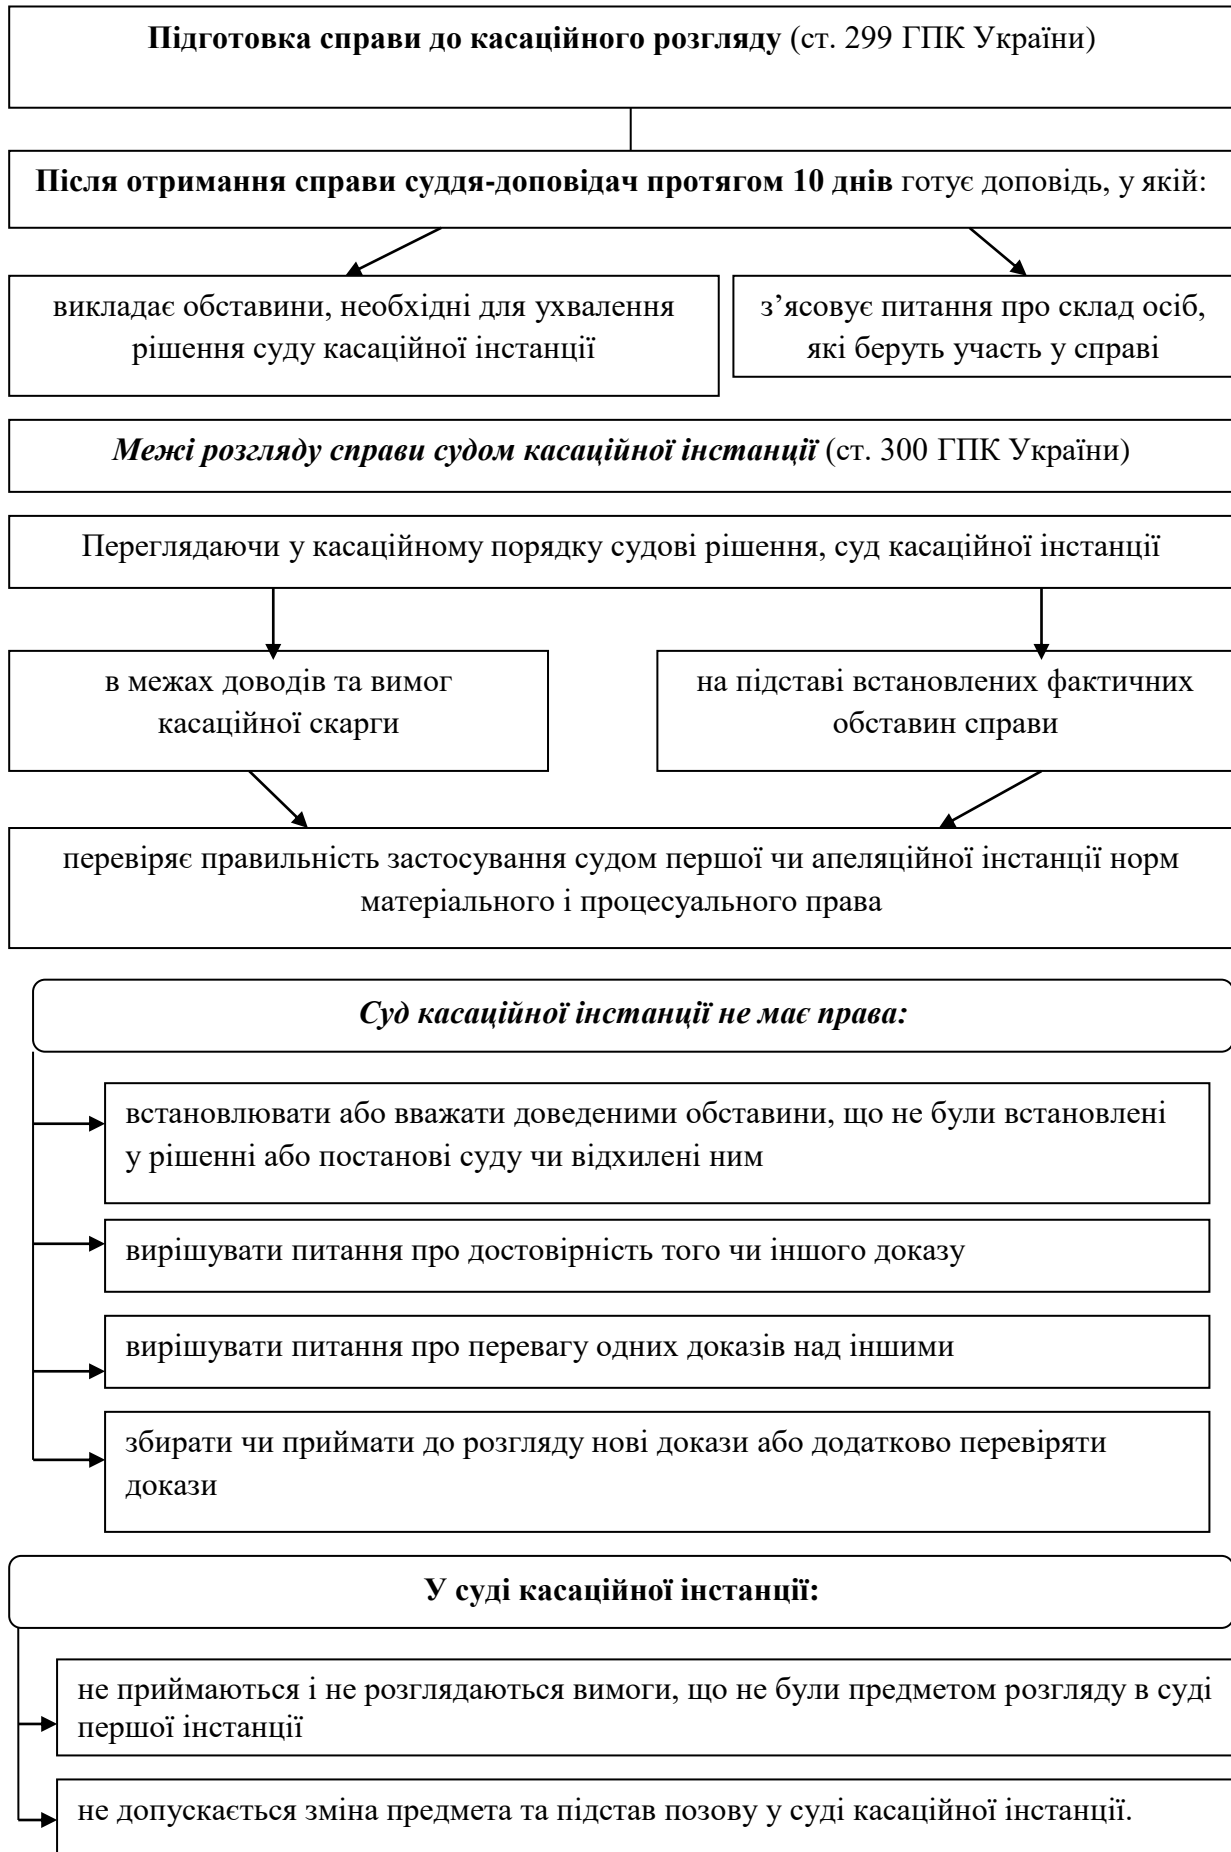 Підготовка справи до касаційного розгляду (ст. 299 ГПК України)
Після отримання справи суддя-доповідач протягом 10 днів готує доповідь, у якій:
викладає обставини, необхідні для ухвалення
рішення суду касаційної інстанції
з’ясовує питання про склад осіб,
які беруть участь у справі
Межі розгляду справи судом касаційної інстанції (ст. 300 ГПК України)
Переглядаючи у касаційному порядку судові рішення, суд касаційної інстанції
в межах доводів та вимог
касаційної скарги
на підставі встановлених фактичних
обставин справи
перевіряє правильність застосування судом першої чи апеляційної інстанції норм
матеріального і процесуального права
Суд касаційної інстанції не має права:
встановлювати або вважати доведеними обставини, що не були встановлені
у рішенні або постанові суду чи відхилені ним
вирішувати питання про достовірність того чи іншого доказу
вирішувати питання про перевагу одних доказів над іншими
збирати чи приймати до розгляду нові докази або додатково перевіряти
докази
У суді касаційної інстанції:
не приймаються і не розглядаються вимоги, що не були предметом розгляду в суді
першої інстанції
не допускається зміна предмета та підстав позову у суді касаційної інстанції.